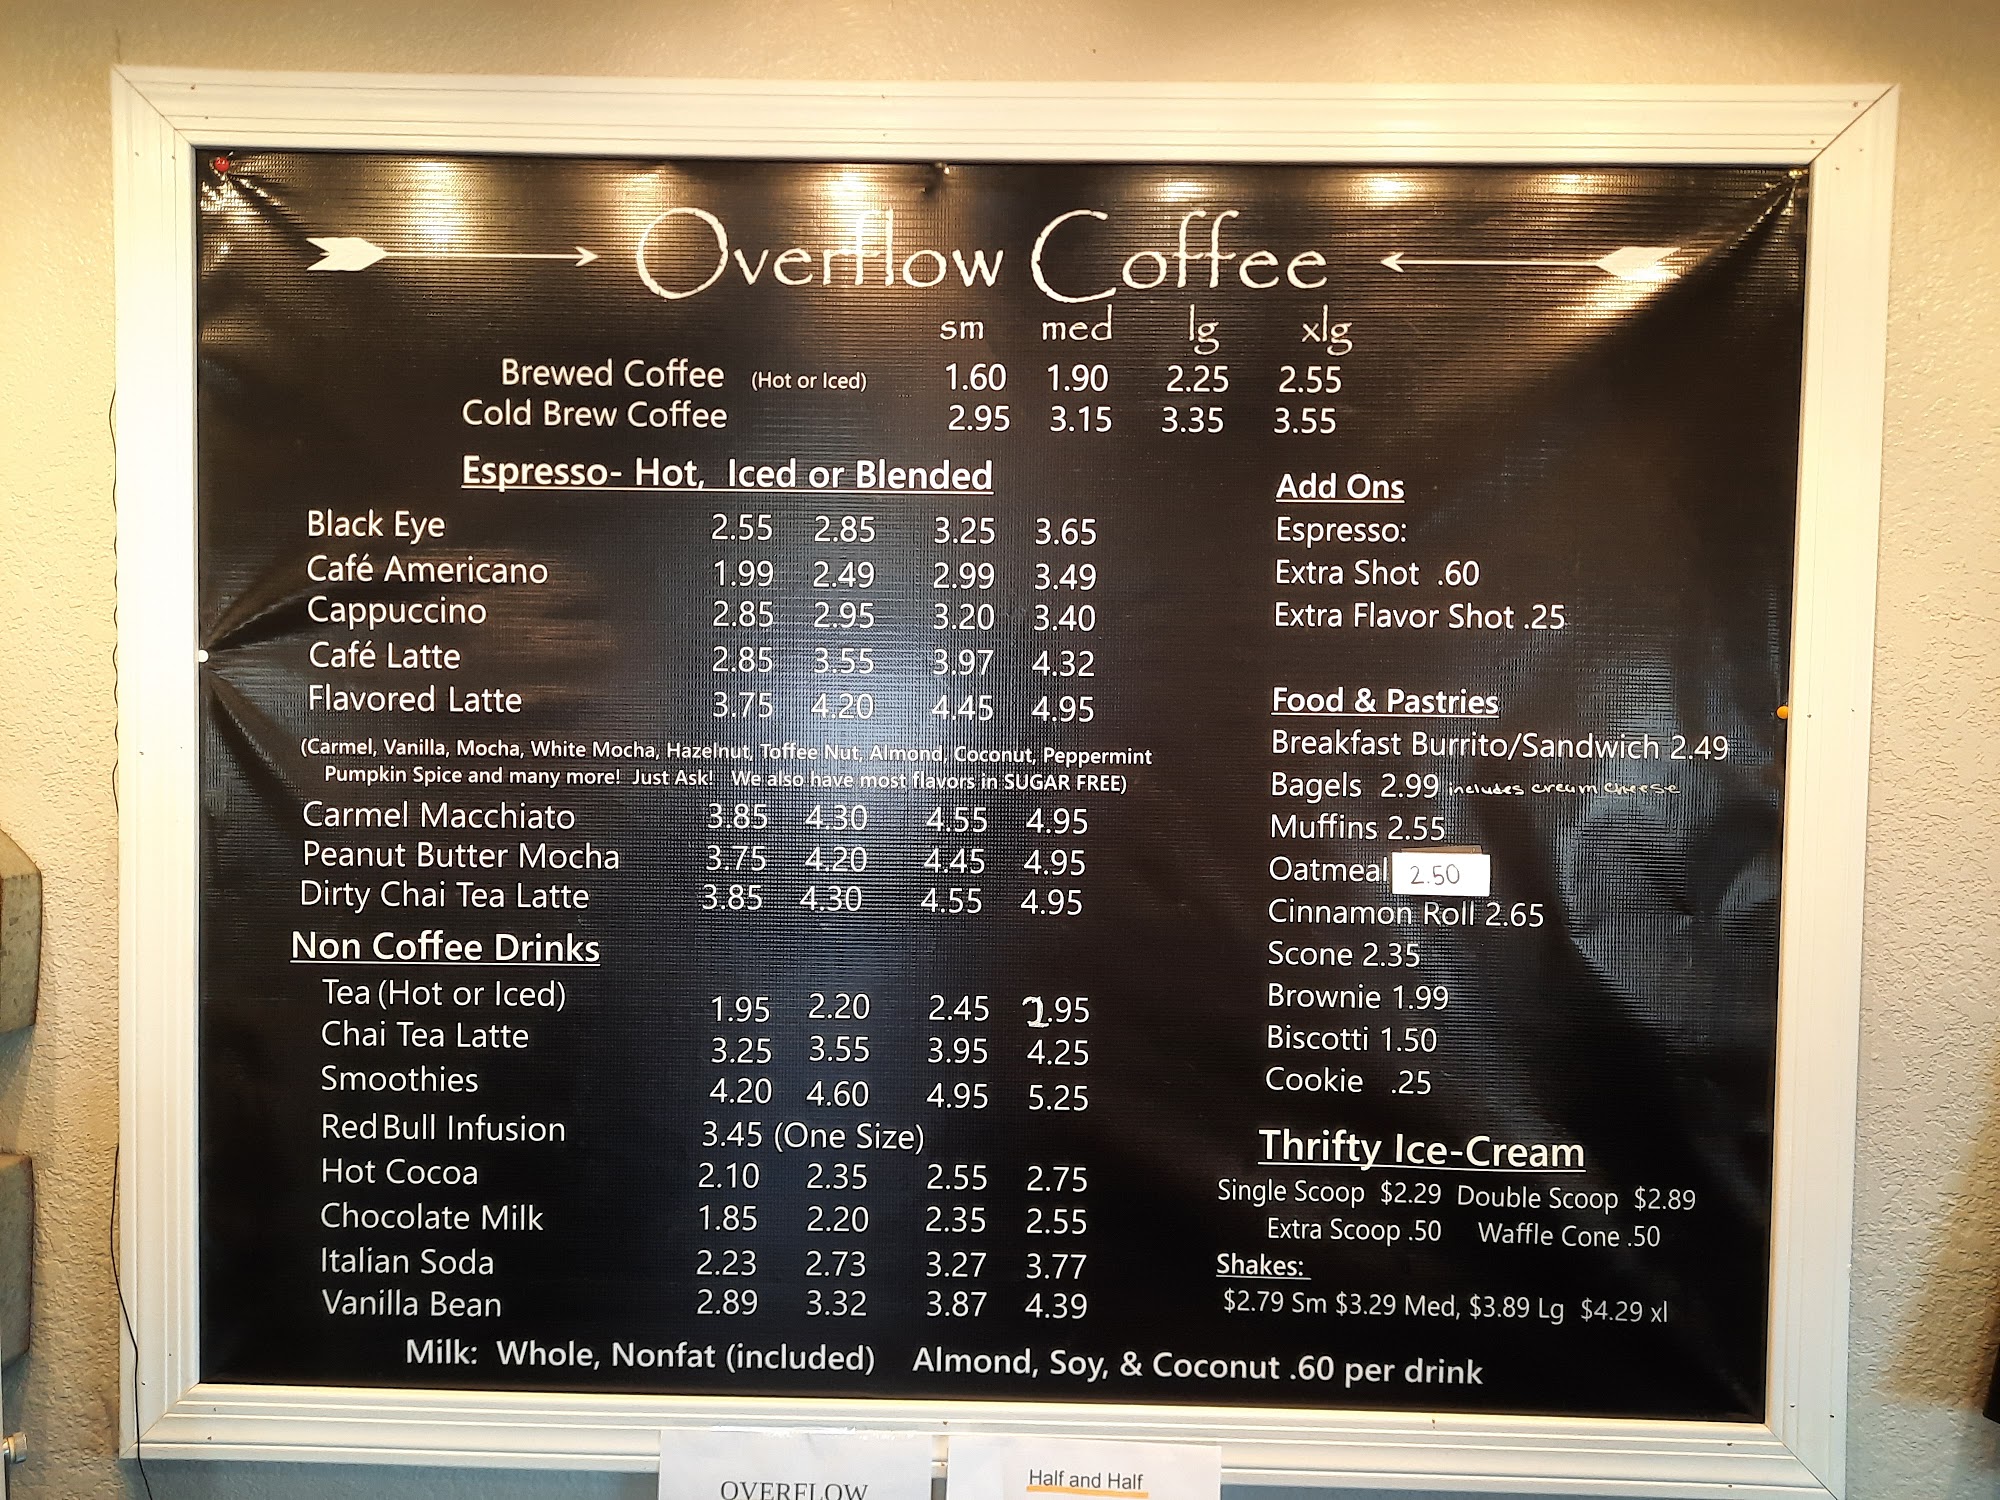 Overflow Coffee
sm med lg xlg
Brewed Coffee (Hot or Iced) 1.60 1.90 2.25 2.55
Cold Brew Coffee 2.95 3.15 3.35 3.55
Espresso- Hot, Iced or Blended
Black Eye 2.55 2.85 3.25 3.65
Café Americano 1.99 2.49 2.99 3.49
Cappuccino 2.85 2.95 3.20 3.40
Café Latte 2.85 3.55 3.97 4.32
Flavored Latte 3.75 4.20 4.45 4.95
(Carmel, Vanilla, Mocha, White Mocha, Hazelnut, Toffee Nut, Almond, Coconut, Peppermint
Pumpkin Spice and many more! Just Ask! We also have most flavors in SUGAR FREE)
Carmel Macchiato 3.85 4.30 4.55 4.95
Peanut Butter Mocha 3.75 4.20 4.45 4.95
Dirty Chai Tea Latte 3.85 4.30 4.55 4.95
Non Coffee Drinks
Tea (Hot or Iced) 1.95 2.20 2.45 2.95
Chai Tea Latte 3.25 3.55 3.95 4.25
Smoothies 4.20 4.60 4.95 5.25
Red Bull Infusion 3.45 (One Size)
Hot Cocoa 2.10 2.35 2.55 2.75
Chocolate Milk 1.85 2.20 2.35 2.55
Italian Soda 2.23 2.73 3.27 3.77
Vanilla Bean 2.89 3.32 3.87 4.39
Add Ons
Espresso:
Extra Shot .60
Extra Flavor Shot .25
Food & Pastries
Breakfast Burrito/Sandwich 2.49
Bagels 2.99 includes cream cheese
Muffins 2.55
Oatmeal 2.50
Cinnamon Roll 2.65
Scone 2.35
Brownie 1.99
Biscotti 1.50
Cookie .25
Thrifty Ice-Cream
Single Scoop $2.29 Double Scoop $2.89
Extra Scoop .50 Waffle Cone .50
Shakes:
$2.79 Sm $3.29 Med, $3.89 Lg $4.29 xl
Milk: Whole, Nonfat (included) Almond, Soy, & Coconut .60 per drink
OVERFLOW
Half and Half